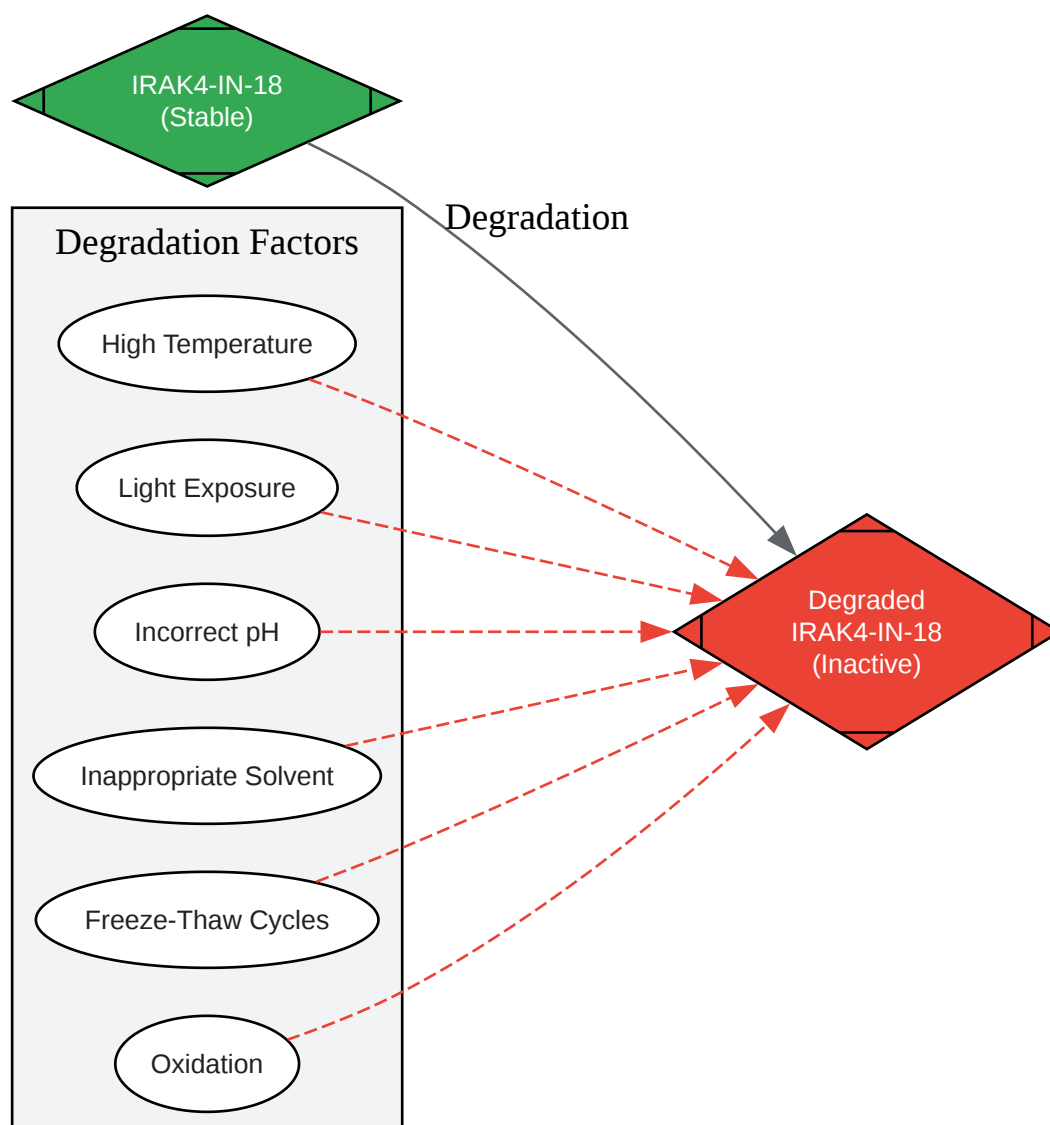 IRAK4-IN-18
(Stable)
Degradation
Degradation Factors
High Temperature
Light Exposure
Incorrect pH
Inappropriate Solvent
Freeze-Thaw Cycles
Oxidation
Degraded
IRAK4-IN-18
(Inactive)